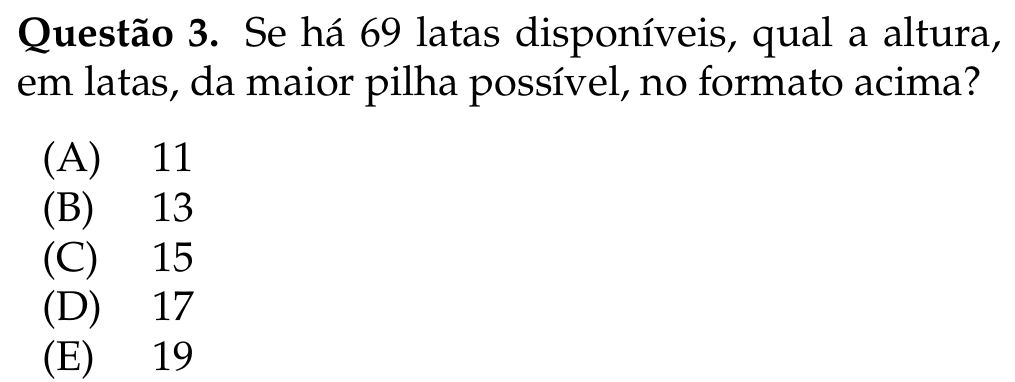 Questão 3. Se há 69 latas disponíveis, qual a altura,
em latas, da maior pilha possível, no formato acima?
(A) 11
(B) 13
(C) 15
(D) 17
(E) 19